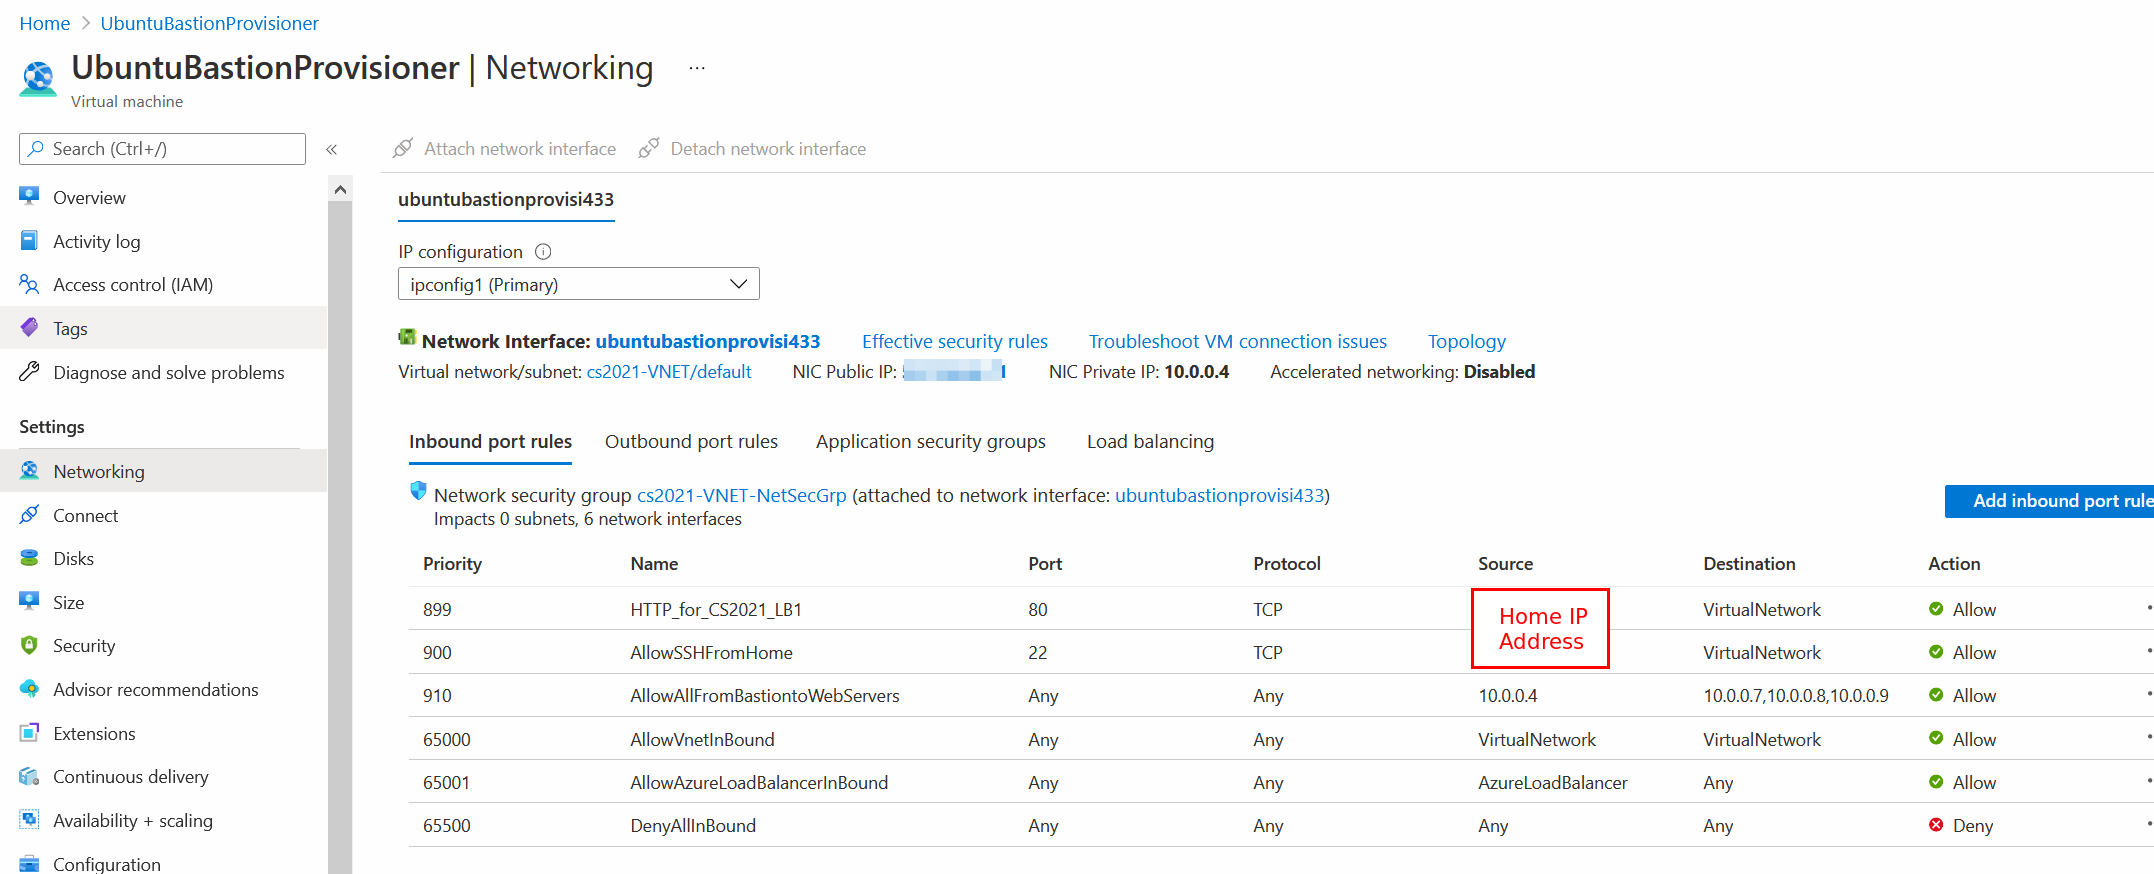 Home > UbuntuBastionProvisioner
UbuntuBastionProvisioner | Networking ...
Virtual machine
Search (Ctrl+/) «
Attach network interface Detach network interface
Overview
Activity log
Access control (IAM)
Tags
Diagnose and solve problems
Settings
Networking
Connect
Disks
Size
Security
Advisor recommendations
Extensions
Continuous delivery
Availability + scaling
Configuration
ubuntubastionprovisi433
IP configuration
ipconfig1 (Primary)
Network Interface: ubuntubastionprovisi433 Effective security rules Troubleshoot VM connection issues Topology
Virtual network/subnet: cs2021-VNET/default NIC Public IP: NIC Private IP: 10.0.0.4 Accelerated networking: Disabled
Inbound port rules Outbound port rules Application security groups Load balancing
Network security group cs2021-VNET-NetSecGrp (attached to network interface: ubuntubastionprovisi433)
Impacts 0 subnets, 6 network interfaces
Add inbound port rule
Priority Name Port Protocol Source Destination Action
899 HTTP_for_CS2021_LB1 80 TCP VirtualNetwork Allow
Home IP
Address
900 AllowSSHFromHome 22 TCP VirtualNetwork Allow
910 AllowAllFromBastiontoWebServers Any Any 10.0.0.4 10.0.0.7,10.0.0.8,10.0.0.9 Allow
65000 AllowVnetInBound Any Any VirtualNetwork VirtualNetwork Allow
65001 AllowAzureLoadBalancerInBound Any Any AzureLoadBalancer Any Allow
65500 DenyAllInBound Any Any Any Any Deny